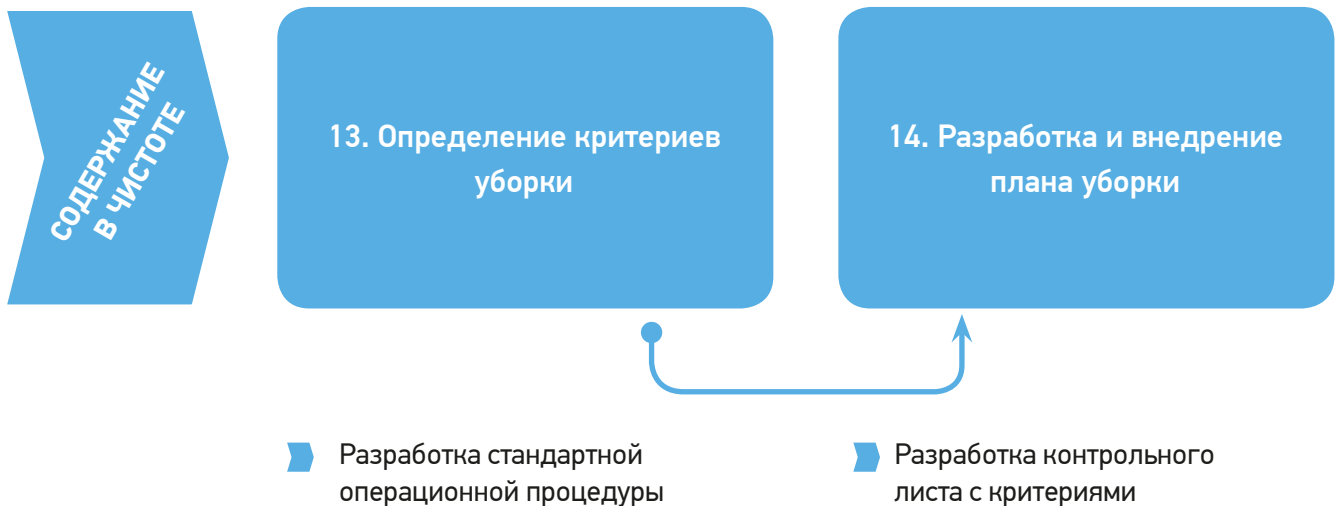 СОДЕРЖАНИЕ
В ЧИСТОТЕ
13. Определение критериев
уборки
14. Разработка и внедрение
плана уборки
Разработка стандартной
операционной процедуры
Разработка контрольного
листа с критериями